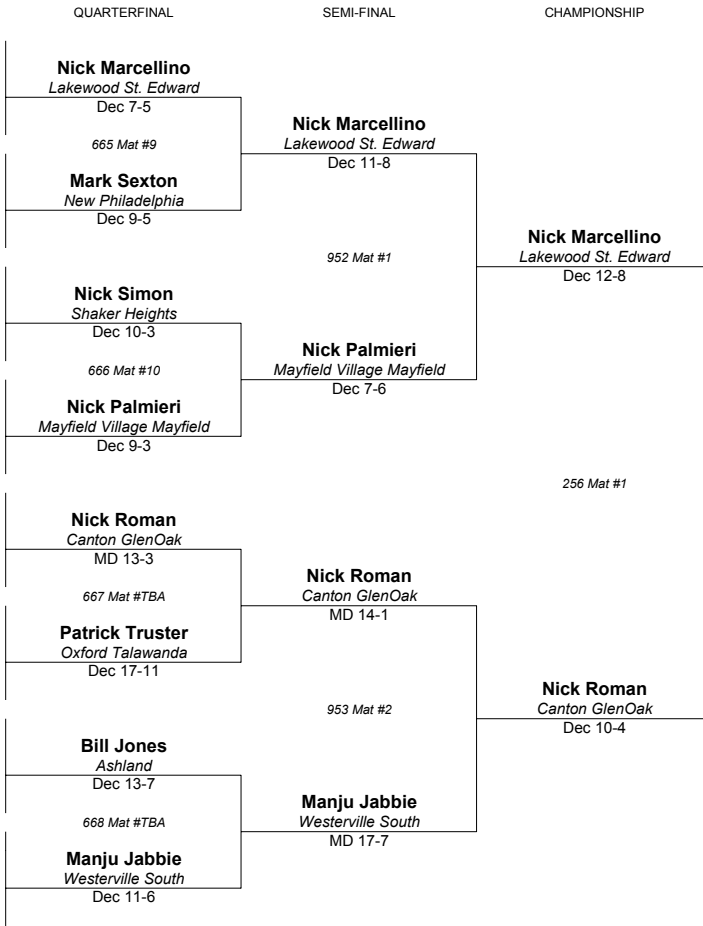 QUARTERFINAL SEMI-FINAL CHAMPIONSHIP
Nick Marcellino
Lakewood St. Edward
Dec 7-5
665 Mat #9
Mark Sexton
New Philadelphia
Dec 9-5
Nick Simon
Shaker Heights
Dec 10-3
666 Mat #10
Nick Palmieri
Mayfield Village Mayfield
Dec 9-3
Nick Roman
Canton GlenOak
MD 13-3
667 Mat #TBA
Patrick Truster
Oxford Talawanda
Dec 17-11
Bill Jones
Ashland
Dec 13-7
668 Mat #TBA
Manju Jabbie
Westerville South
Dec 11-6
Nick Marcellino
Lakewood St. Edward
Dec 11-8
952 Mat #1
Nick Palmieri
Mayfield Village Mayfield
Dec 7-6
Nick Roman
Canton GlenOak
MD 14-1
953 Mat #2
Manju Jabbie
Westerville South
MD 17-7
Nick Marcellino
Lakewood St. Edward
Dec 12-8
256 Mat #1
Nick Roman
Canton GlenOak
Dec 10-4